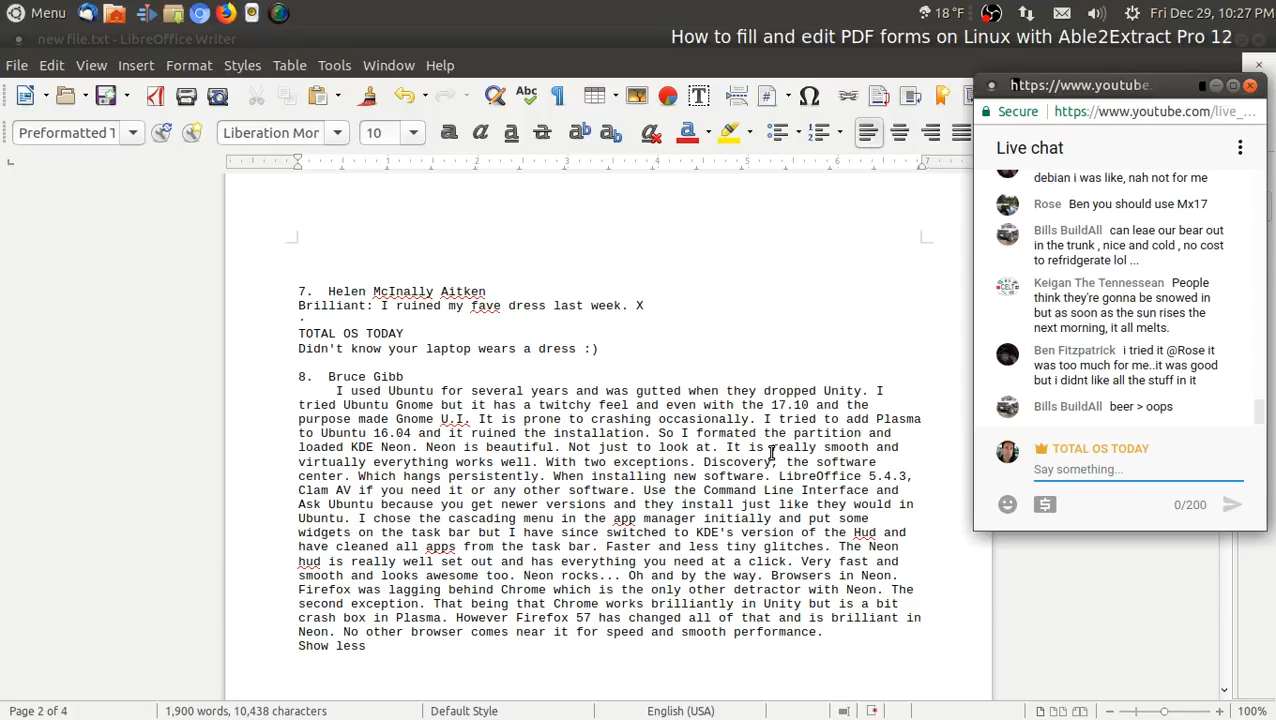 Menu
18 °F
Fri Dec 29, 10:27 PM
new file.txt - LibreOffice Writer
How to fill and edit PDF forms on Linux with Able2Extract Pro 12
File Edit View Insert Format Styles Table Tools Window Help
Preformatted T
Liberation Mor
10
1 2 3 4 5 6 7
7. Helen McInally Aitken
Brilliant: I ruined my fave dress last week. X
.
TOTAL OS TODAY
Didn't know your laptop wears a dress :)
8. Bruce Gibb
I used Ubuntu for several years and was gutted when they dropped Unity. I
tried Ubuntu Gnome but it has a twitchy feel and even with the 17.10 and the
purpose made Gnome U.I. It is prone to crashing occasionally. I tried to add Plasma
to Ubuntu 16.04 and it ruined the installation. So I formated the partition and
loaded KDE Neon. Neon is beautiful. Not just to look at. It is really smooth and
virtually everything works well. With two exceptions. Discovery, the software
center. Which hangs persistently. When installing new software. LibreOffice 5.4.3,
Clam AV if you need it or any other software. Use the Command Line Interface and
Ask Ubuntu because you get newer versions and they install just like they would in
Ubuntu. I chose the cascading menu in the app manager initially and put some
widgets on the task bar but I have since switched to KDE's version of the Hud and
have cleaned all apps from the task bar. Faster and less tiny glitches. The Neon
hud is really well set out and has everything you need at a click. Very fast and
smooth and looks awesome too. Neon rocks... Oh and by the way. Browsers in Neon.
Firefox was lagging behind Chrome which is the only other detractor with Neon. The
second exception. That being that Chrome works brilliantly in Unity but is a bit
crash box in Plasma. However Firefox 57 has changed all of that and is brilliant in
Neon. No other browser comes near it for speed and smooth performance.
Show less
https://www.youtube.
Secure https://www.youtube.com/live_...
Live chat
debian i was like, nah not for me
Rose Ben you should use Mx17
Bills BuildAll can leae our bear out
in the trunk , nice and cold , no cost
to refridgerate lol ...
Keigan The Tennessean People
think they're gonna be snowed in
but as soon as the sun rises the
next morning, it all melts.
Ben Fitzpatrick i tried it @Rose it
was too much for me..it was good
but i didnt like all the stuff in it
Bills BuildAll beer > oops
TOTAL OS TODAY
Say something...
0/200
Page 2 of 4
1,900 words, 10,438 characters
Default Style
English (USA)
100%